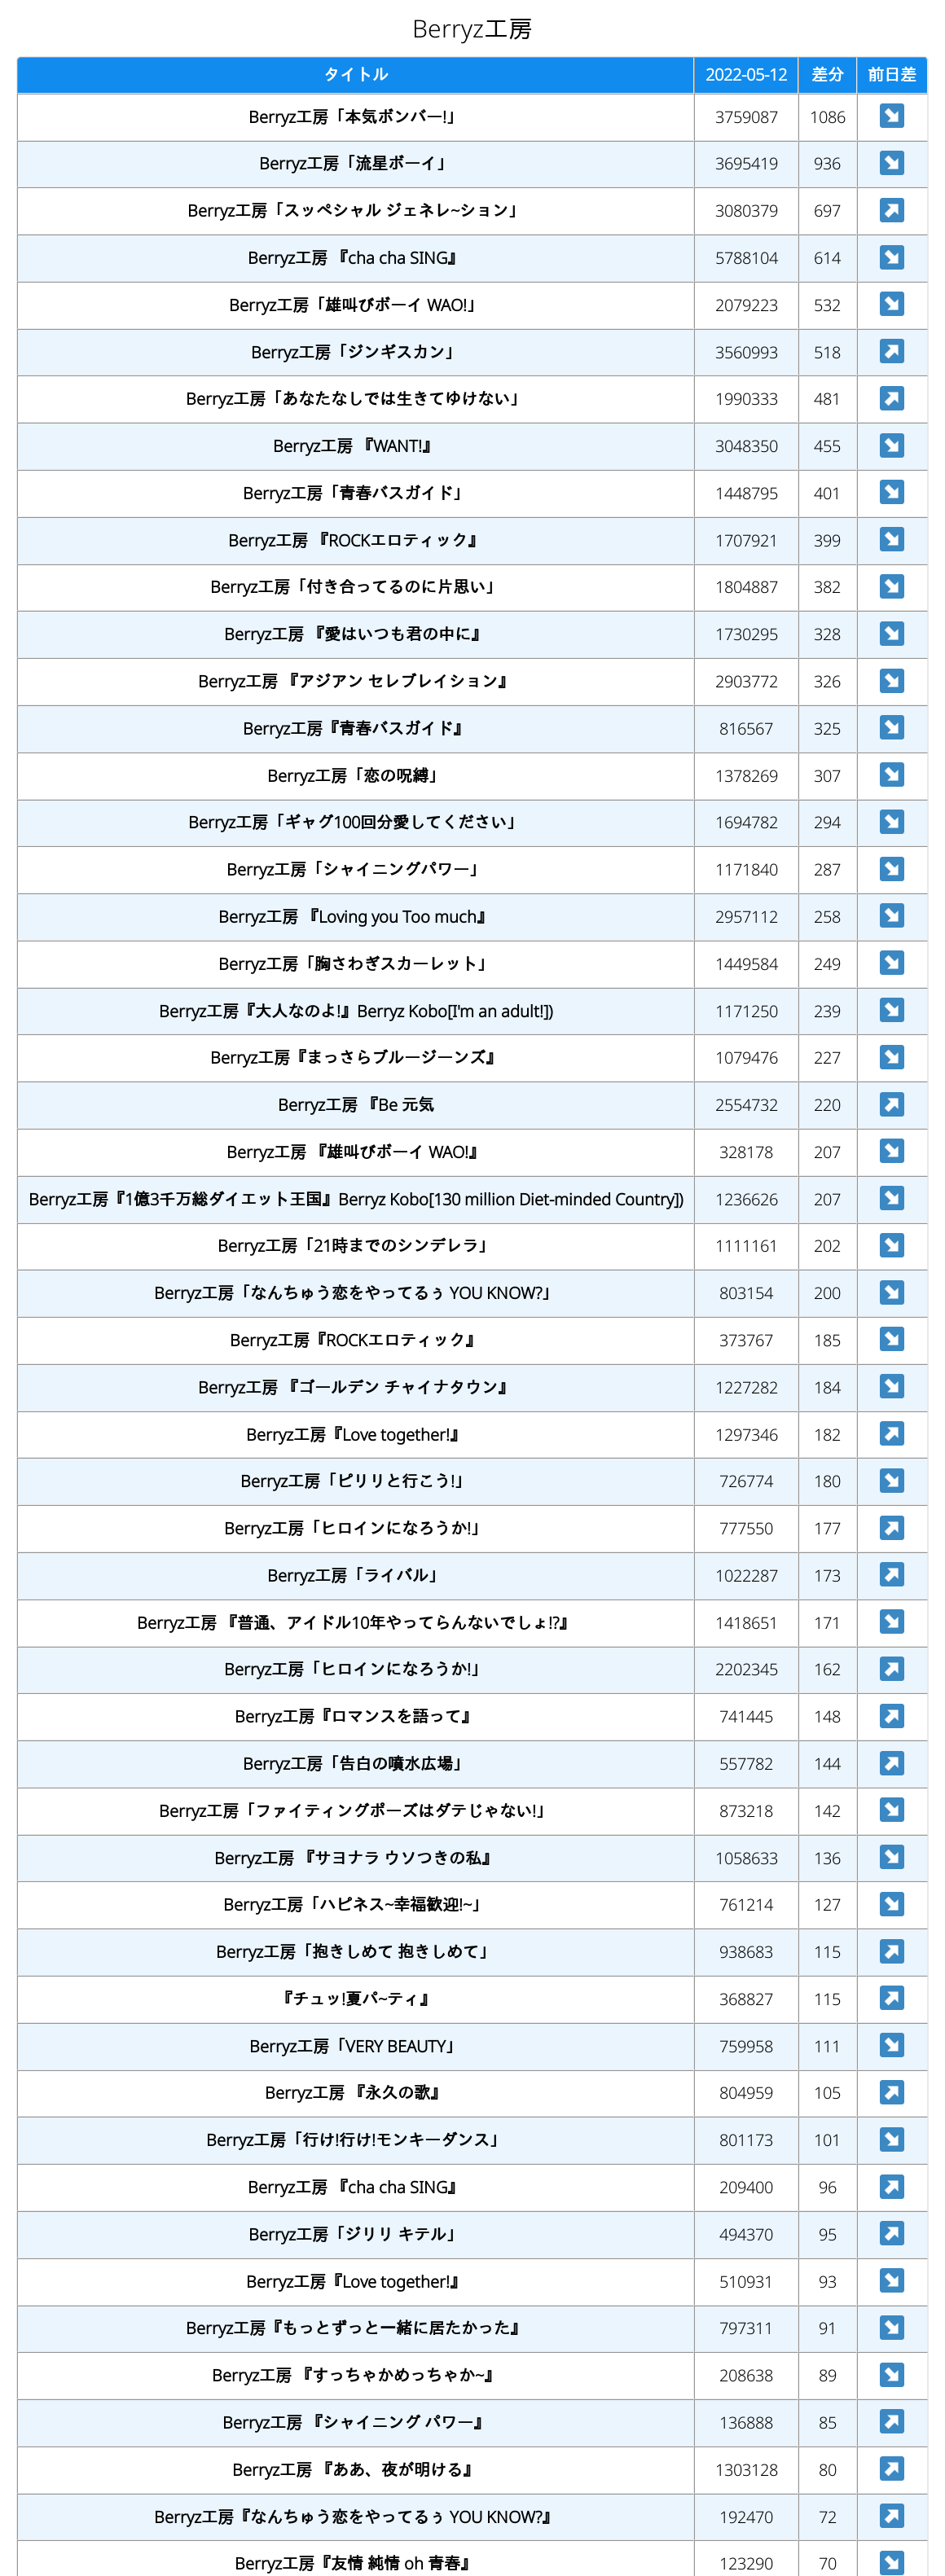 Berryz工房
タイトル 2022-05-12 差分 前日差
Berryz工房「本気ボンバー!」 3759087 1086 ↘
Berryz工房「流星ボーイ」 3695419 936 ↘
Berryz工房「スッペシャル ジェネレ~ション」 3080379 697 ↗
Berryz工房 『cha cha SING』 5788104 614 ↘
Berryz工房「雄叫びボーイ WAO!」 2079223 532 ↘
Berryz工房「ジンギスカン」 3560993 518 ↗
Berryz工房「あなたなしでは生きてゆけない」 1990333 481 ↗
Berryz工房 『WANT!』 3048350 455 ↘
Berryz工房「青春バスガイド」 1448795 401 ↘
Berryz工房 『ROCKエロティック』 1707921 399 ↘
Berryz工房「付き合ってるのに片思い」 1804887 382 ↘
Berryz工房 『愛はいつも君の中に』 1730295 328 ↘
Berryz工房 『アジアン セレブレイション』 2903772 326 ↘
Berryz工房『青春バスガイド』 816567 325 ↘
Berryz工房「恋の呪縛」 1378269 307 ↘
Berryz工房「ギャグ100回分愛してください」 1694782 294 ↘
Berryz工房「シャイニングパワー」 1171840 287 ↘
Berryz工房 『Loving you Too much』 2957112 258 ↘
Berryz工房「胸さわぎスカーレット」 1449584 249 ↘
Berryz工房『大人なのよ!』Berryz Kobo[I'm an adult!]) 1171250 239 ↘
Berryz工房『まっさらブルージーンズ』 1079476 227 ↘
Berryz工房 『Be 元気 2554732 220 ↗
Berryz工房 『雄叫びボーイ WAO!』 328178 207 ↘
Berryz工房『1億3千万総ダイエット王国』Berryz Kobo[130 million Diet-minded Country]) 1236626 207 ↘
Berryz工房「21時までのシンデレラ」 1111161 202 ↘
Berryz工房「なんちゅう恋をやってるぅ YOU KNOW?」 803154 200 ↘
Berryz工房『ROCKエロティック』 373767 185 ↘
Berryz工房 『ゴールデン チャイナタウン』 1227282 184 ↘
Berryz工房『Love together!』 1297346 182 ↗
Berryz工房「ピリリと行こう!」 726774 180 ↘
Berryz工房「ヒロインになろうか!」 777550 177 ↗
Berryz工房「ライバル」 1022287 173 ↗
Berryz工房 『普通、アイドル10年やってらんないでしょ!?』 1418651 171 ↘
Berryz工房「ヒロインになろうか!」 2202345 162 ↗
Berryz工房『ロマンスを語って』 741445 148 ↗
Berryz工房「告白の噴水広場」 557782 144 ↗
Berryz工房「ファイティングポーズはダテじゃない!」 873218 142 ↘
Berryz工房 『サヨナラ ウソつきの私』 1058633 136 ↘
Berryz工房「ハピネス~幸福歓迎!~」 761214 127 ↘
Berryz工房「抱きしめて 抱きしめて」 938683 115 ↗
『チュッ!夏パ~ティ』 368827 115 ↗
Berryz工房「VERY BEAUTY」 759958 111 ↘
Berryz工房 『永久の歌』 804959 105 ↗
Berryz工房「行け!行け!モンキーダンス」 801173 101 ↘
Berryz工房 『cha cha SING』 209400 96 ↗
Berryz工房「ジリリ キテル」 494370 95 ↗
Berryz工房『Love together!』 510931 93 ↘
Berryz工房『もっとずっと一緒に居たかった』 797311 91 ↘
Berryz工房 『すっちゃかめっちゃか~』 208638 89 ↘
Berryz工房 『シャイニング パワー』 136888 85 ↗
Berryz工房 『ああ、夜が明ける』 1303128 80 ↗
Berryz工房『なんちゅう恋をやってるぅ YOU KNOW?』 192470 72 ↗
Berryz工房『友情 純情 oh 青春』 123290 70 ↘